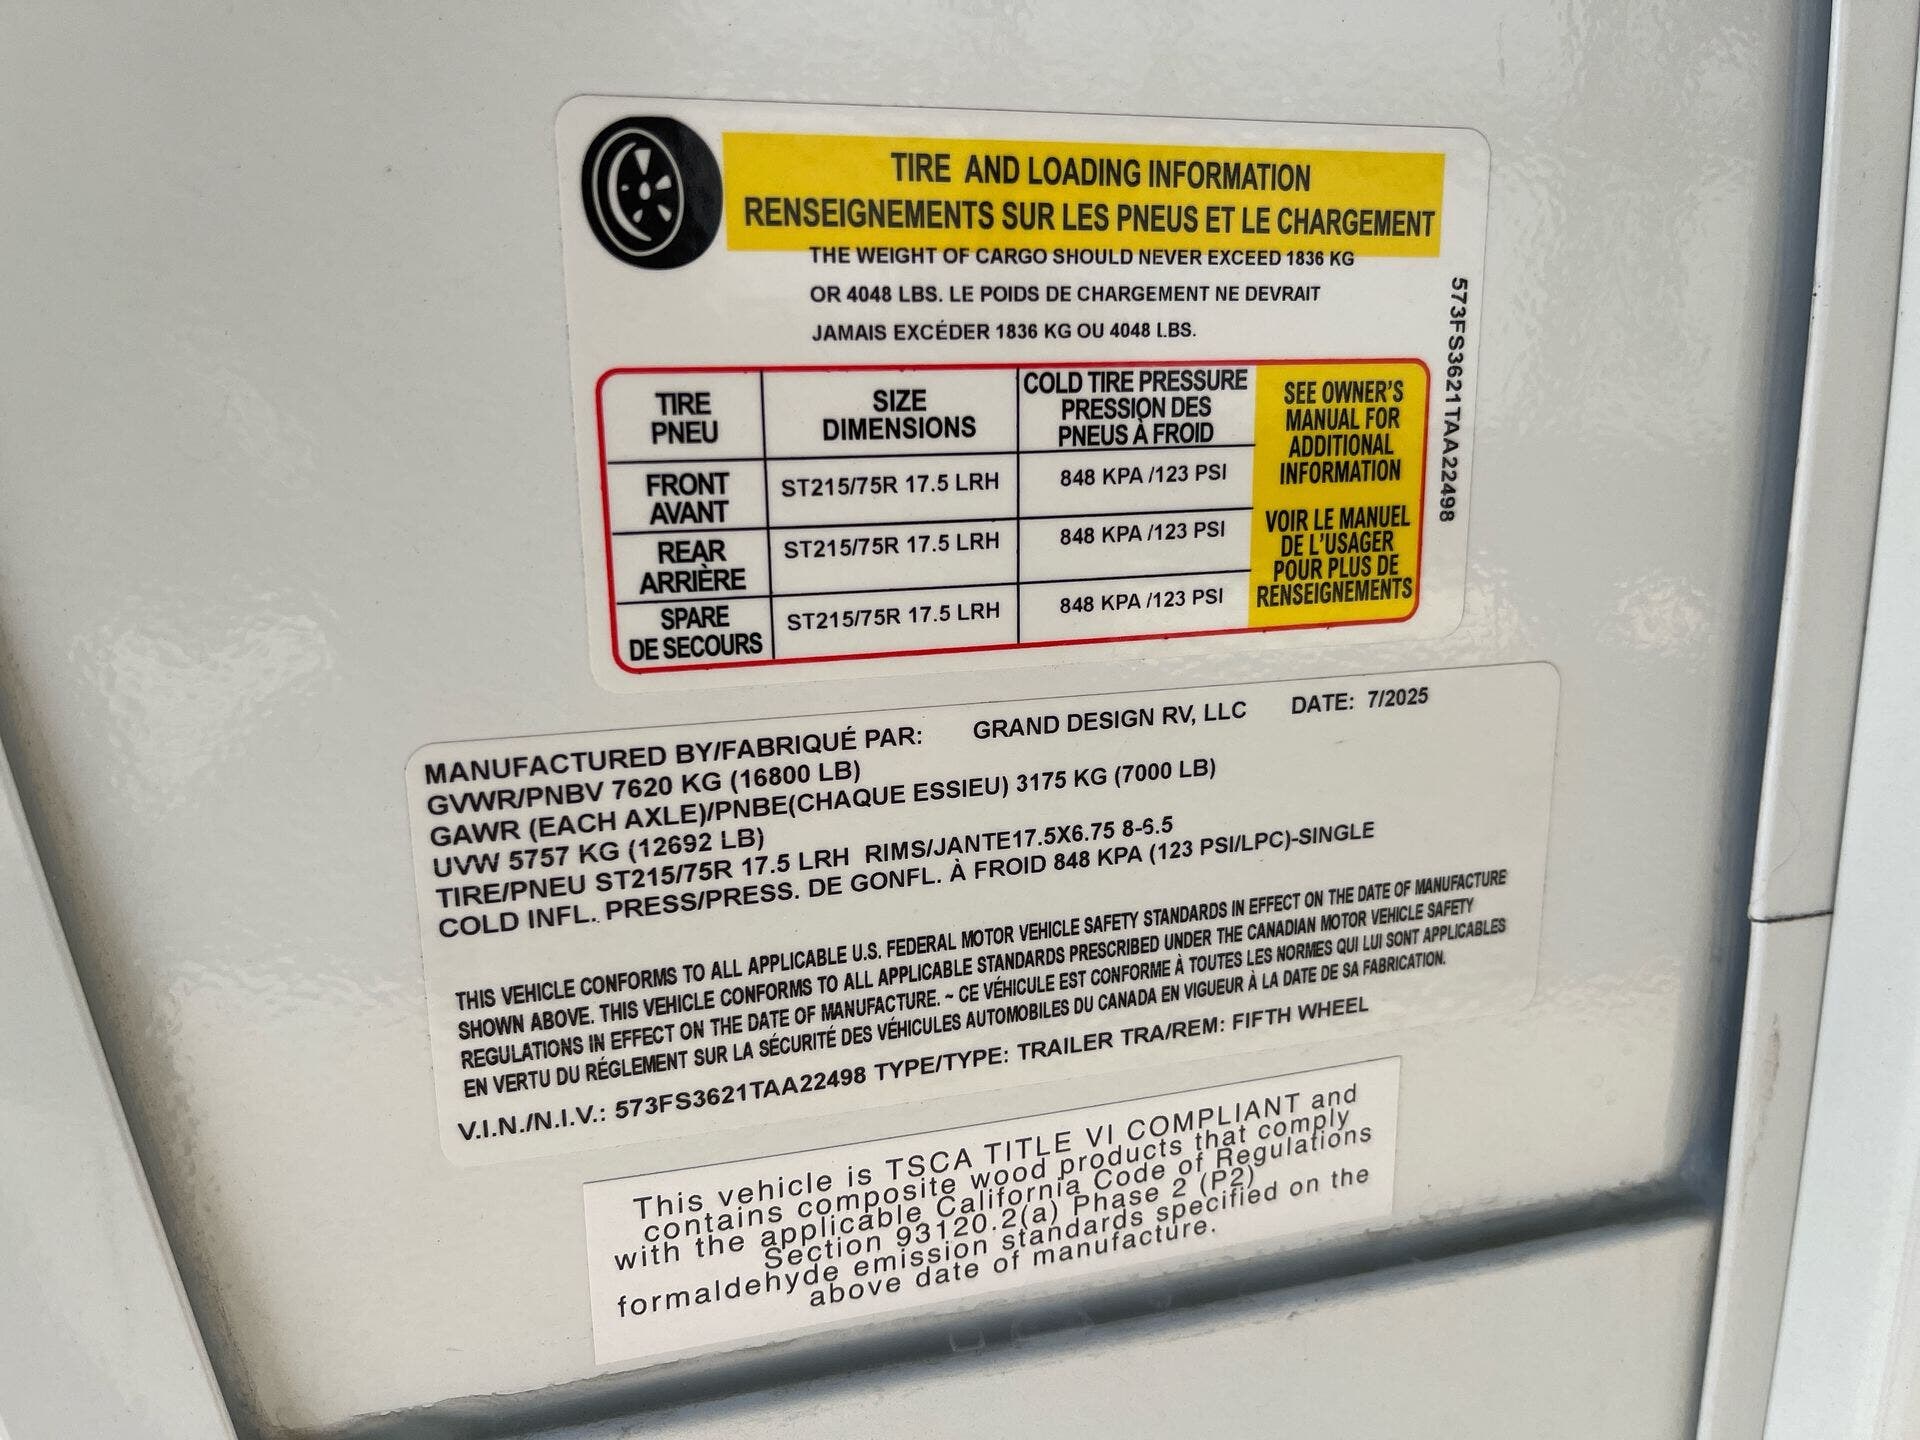 TIRE AND LOADING INFORMATION
RENSEIGNEMENTS SUR LES PNEUS ET LE CHARGEMENT
THE WEIGHT OF CARGO SHOULD NEVER EXCEED 1836 KG
OR 4048 LBS. LE POIDS DE CHARGEMENT NE DEVRAIT
JAMAIS EXCÉDER 1836 KG OU 4048 LBS.
TIRE
PNEU
SIZE
DIMENSIONS
COLD TIRE PRESSURE
PRESSION DES
PNEUS À FROID
FRONT
AVANT
ST215/75R 17.5 LRH
848 KPA /123 PSI
REAR
ARRIÈRE
ST215/75R 17.5 LRH
848 KPA /123 PSI
SPARE
DE SECOURS
ST215/75R 17.5 LRH
848 KPA /123 PSI
SEE OWNER'S
MANUAL FOR
ADDITIONAL
INFORMATION
VOIR LE MANUEL
DE L'USAGER
POUR PLUS DE
RENSEIGNEMENTS
573FS3621TAA22498
MANUFACTURED BY/FABRIQUÉ PAR: GRAND DESIGN RV, LLC DATE: 7/2025
GVWR/PNBV 7620 KG (16800 LB)
GAWR (EACH AXLE)/PNBE(CHAQUE ESSIEU) 3175 KG (7000 LB)
UVW 5757 KG (12692 LB)
TIRE/PNEU ST215/75R 17.5 LRH RIMS/JANTE17.5X6.75 8-6.5
COLD INFL. PRESS/PRESS. DE GONFL. À FROID 848 KPA (123 PSI/LPC)-SINGLE
THIS VEHICLE CONFORMS TO ALL APPLICABLE U.S. FEDERAL MOTOR VEHICLE SAFETY STANDARDS IN EFFECT ON THE DATE OF MANUFACTURE
SHOWN ABOVE. THIS VEHICLE CONFORMS TO ALL APPLICABLE STANDARDS PRESCRIBED UNDER THE CANADIAN MOTOR VEHICLE SAFETY
REGULATIONS IN EFFECT ON THE DATE OF MANUFACTURE. ~ CE VÉHICULE EST CONFORME À TOUTES LES NORMES QUI LUI SONT APPLICABLES
EN VERTU DU RÉGLEMENT SUR LA SÉCURITÉ DES VÉHICULES AUTOMOBILES DU CANADA EN VIGUEUR À LA DATE DE SA FABRICATION.
V.I.N./N.I.V.: 573FS3621TAA22498 TYPE/TYPE: TRAILER TRA/REM: FIFTH WHEEL
This vehicle is TSCA TITLE VI COMPLIANT and
contains composite wood products that comply
with the applicable California Code of Regulations
Section 93120.2(a) Phase 2 (P2)
formaldehyde emission standards specified on the
above date of manufacture.